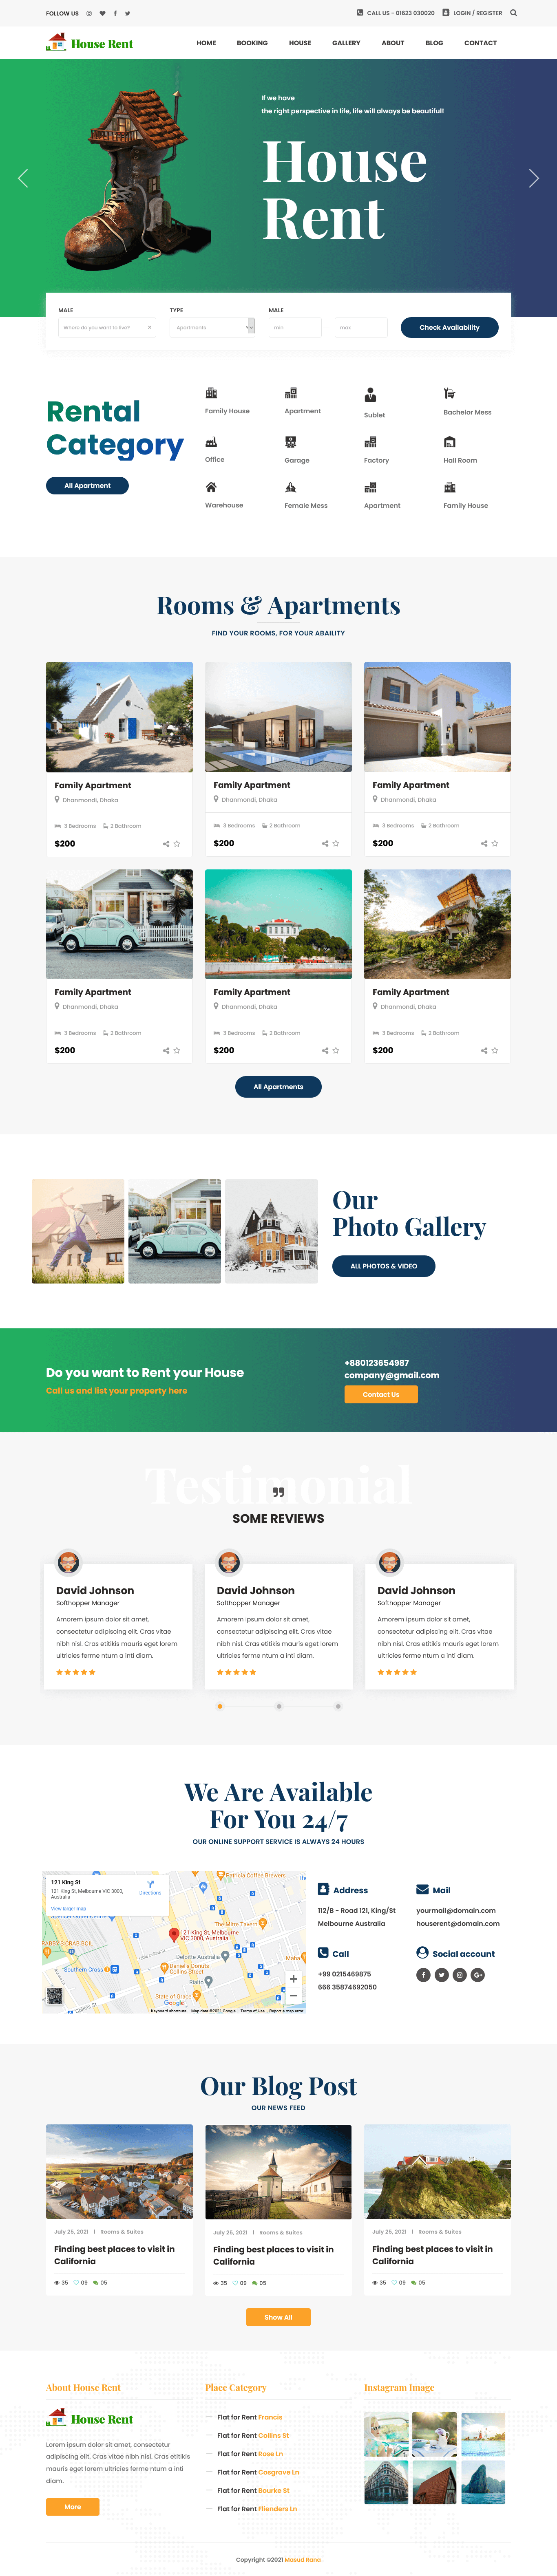 FOLLOW US
CALL US - 01623 030020
LOGIN / REGISTER
House Rent
HOME BOOKING HOUSE GALLERY ABOUT BLOG CONTACT
If we have
the right perspective in life, life will always be beautiful!
House
Rent
MALE
Where do you want to live?
TYPE
Apartments
MALE
min
max
Check Availability
Rental
Category
All Apartment
Family House
Apartment
Sublet
Bachelor Mess
Office
Garage
Factory
Hall Room
Warehouse
Female Mess
Apartment
Family House
Rooms & Apartments
FIND YOUR ROOMS, FOR YOUR ABAILITY
Family Apartment
Dhanmondi, Dhaka
3 Bedrooms 2 Bathroom
$200
Family Apartment
Dhanmondi, Dhaka
3 Bedrooms 2 Bathroom
$200
Family Apartment
Dhanmondi, Dhaka
3 Bedrooms 2 Bathroom
$200
Family Apartment
Dhanmondi, Dhaka
3 Bedrooms 2 Bathroom
$200
Family Apartment
Dhanmondi, Dhaka
3 Bedrooms 2 Bathroom
$200
Family Apartment
Dhanmondi, Dhaka
3 Bedrooms 2 Bathroom
$200
All Apartments
Our
Photo Gallery
ALL PHOTOS & VIDEO
Do you want to Rent your House
Call us and list your property here
+880123654987
company@gmail.com
Contact Us
Testimonial
SOME REVIEWS
David Johnson
Softhopper Manager
Amorem ipsum dolor sit amet,
consectetur adipiscing elit. Cras vitae
nibh nisl. Cras etitikis mauris eget lorem
ultricies ferme ntum a inti diam.
David Johnson
Softhopper Manager
Amorem ipsum dolor sit amet,
consectetur adipiscing elit. Cras vitae
nibh nisl. Cras etitikis mauris eget lorem
ultricies ferme ntum a inti diam.
David Johnson
Softhopper Manager
Amorem ipsum dolor sit amet,
consectetur adipiscing elit. Cras vitae
nibh nisl. Cras etitikis mauris eget lorem
ultricies ferme ntum a inti diam.
We Are Available
For You 24/7
OUR ONLINE SUPPORT SERVICE IS ALWAYS 24 HOURS
121 King St
121 King St, Melbourne VIC 3000,
Australia
Directions
View larger map
Patricia Coffee Brewers
The Mitre Tavern
121 King St, Melbourne
VIC 3000, Australia
Deloitte Australia
Southern Cross
Daniel's Donuts
Collins Street
Rialto
State of Grace
Collins St
Google
Keyboard shortcuts Map data ©2021 Google Terms of Use Report a map error
Address
112/B - Road 121, King/St
Melbourne Australia
Mail
yourmail@domain.com
houserent@domain.com
Call
+99 0215469875
666 35874692050
Social account
Our Blog Post
OUR NEWS FEED
July 25, 2021 | Rooms & Suites
Finding best places to visit in
California
35 09 05
July 25, 2021 | Rooms & Suites
Finding best places to visit in
California
35 09 05
July 25, 2021 | Rooms & Suites
Finding best places to visit in
California
35 09 05
Show All
About House Rent
House Rent
Lorem ipsum dolor sit amet, consectetur
adipiscing elit. Cras vitae nibh nisl. Cras etitikis
mauris eget lorem ultricies ferme ntum a inti
diam.
More
Place Category
Flat for Rent Francis
Flat for Rent Collins St
Flat for Rent Rose Ln
Flat for Rent Cosgrave Ln
Flat for Rent Bourke St
Flat for Rent Flienders Ln
Instagram Image
Copyright ©2021 Masud Rana